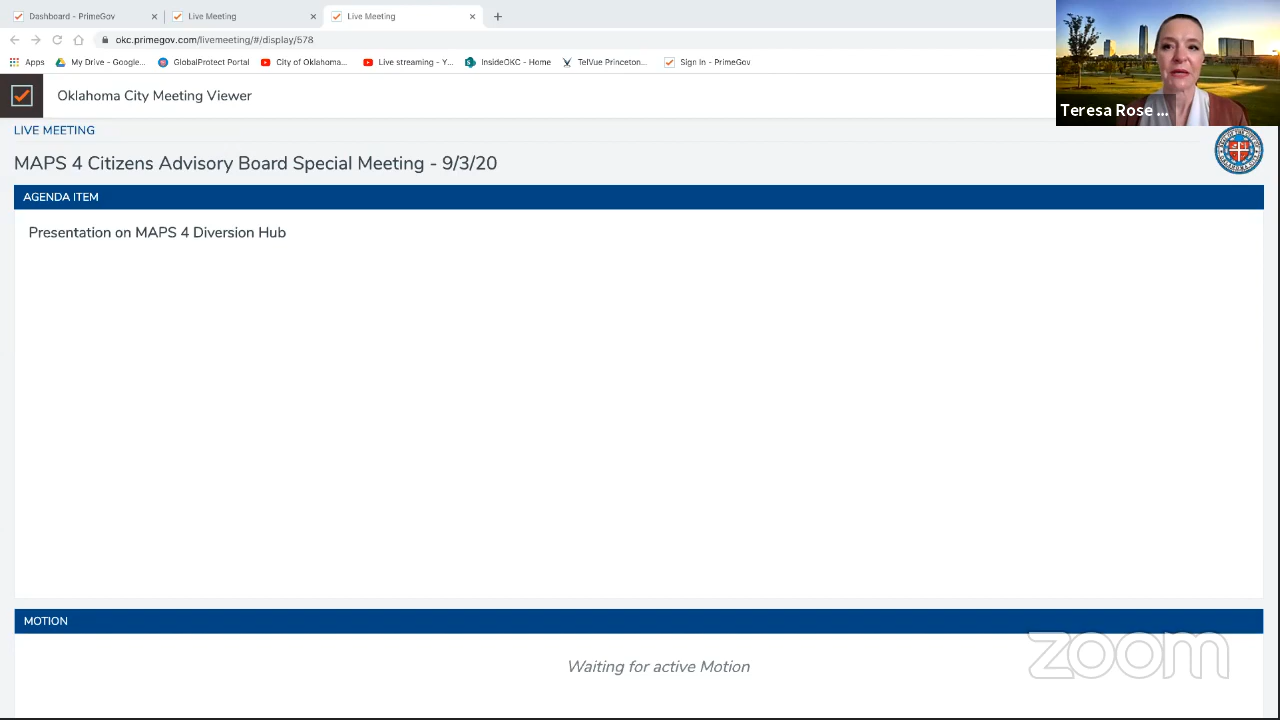 Dashboard - PrimeGov
Live Meeting
Live Meeting
okc.primegov.com/livemeeting/#/display/578
Apps
My Drive - Google...
GlobalProtect Portal
City of Oklahoma...
Live streaming - Y...
InsideOKC - Home
TelVue Princeton...
Sign In - PrimeGov
Teresa Rose ...
Oklahoma City Meeting Viewer
LIVE MEETING
MAPS 4 Citizens Advisory Board Special Meeting - 9/3/20
AGENDA ITEM
Presentation on MAPS 4 Diversion Hub
MOTION
Waiting for active Motion
zoom